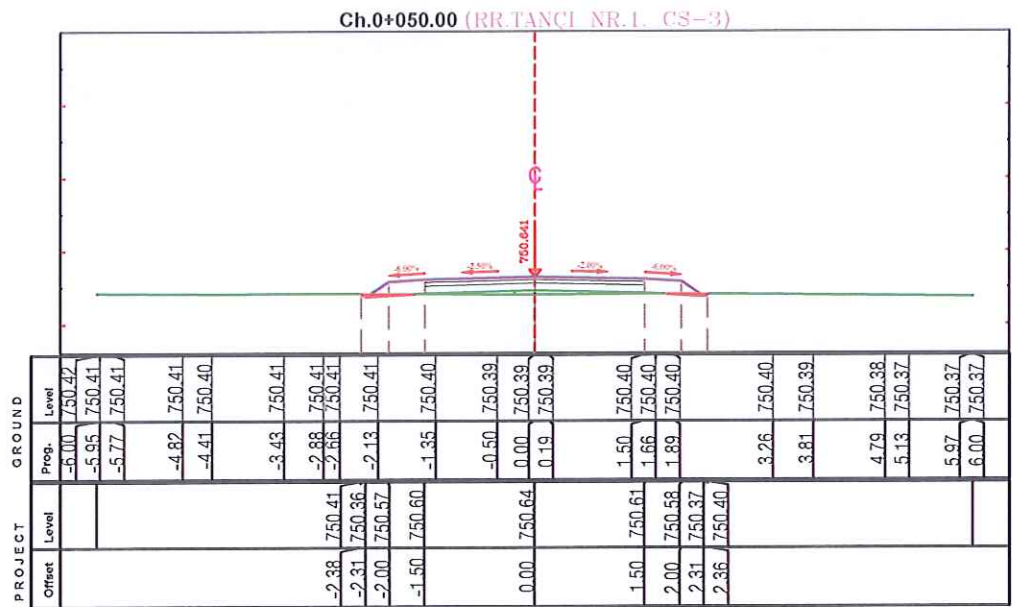 Ch.0+050.00 (RR.TANÇI NR.1. CS-3)
750.641
GROUND
Level
750.42 750.41 750.41 750.41 750.40 750.41 750.41 750.41 750.41 750.40 750.39 750.39 750.39 750.40 750.40 750.40 750.40 750.39 750.38 750.37 750.37 750.37
Prog.
-6.00 -5.95 -5.77 -4.82 -4.41 -3.43 -2.88 -2.66 -2.13 -1.35 -0.50 0.00 0.19 1.50 1.66 1.89 3.26 3.81 4.79 5.13 5.97 6.00
PROJECT
Level
750.41 750.36 750.57 750.60 750.64 750.61 750.58 750.37 750.40
Offset
-2.38 -2.31 -2.00 -1.50 0.00 1.50 2.00 2.31 2.36